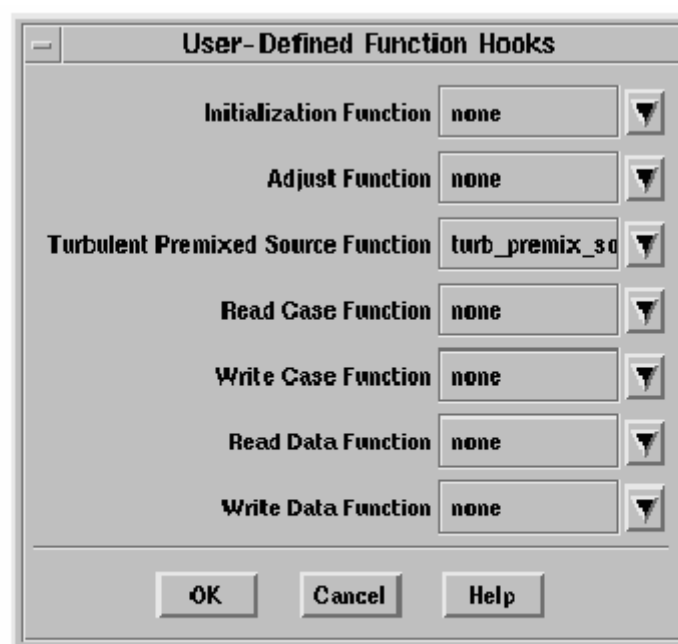 User-Defined Function Hooks
Initialization Function none
Adjust Function none
Turbulent Premixed Source Function turb_premix_so
Read Case Function none
Write Case Function none
Read Data Function none
Write Data Function none
OK Cancel Help